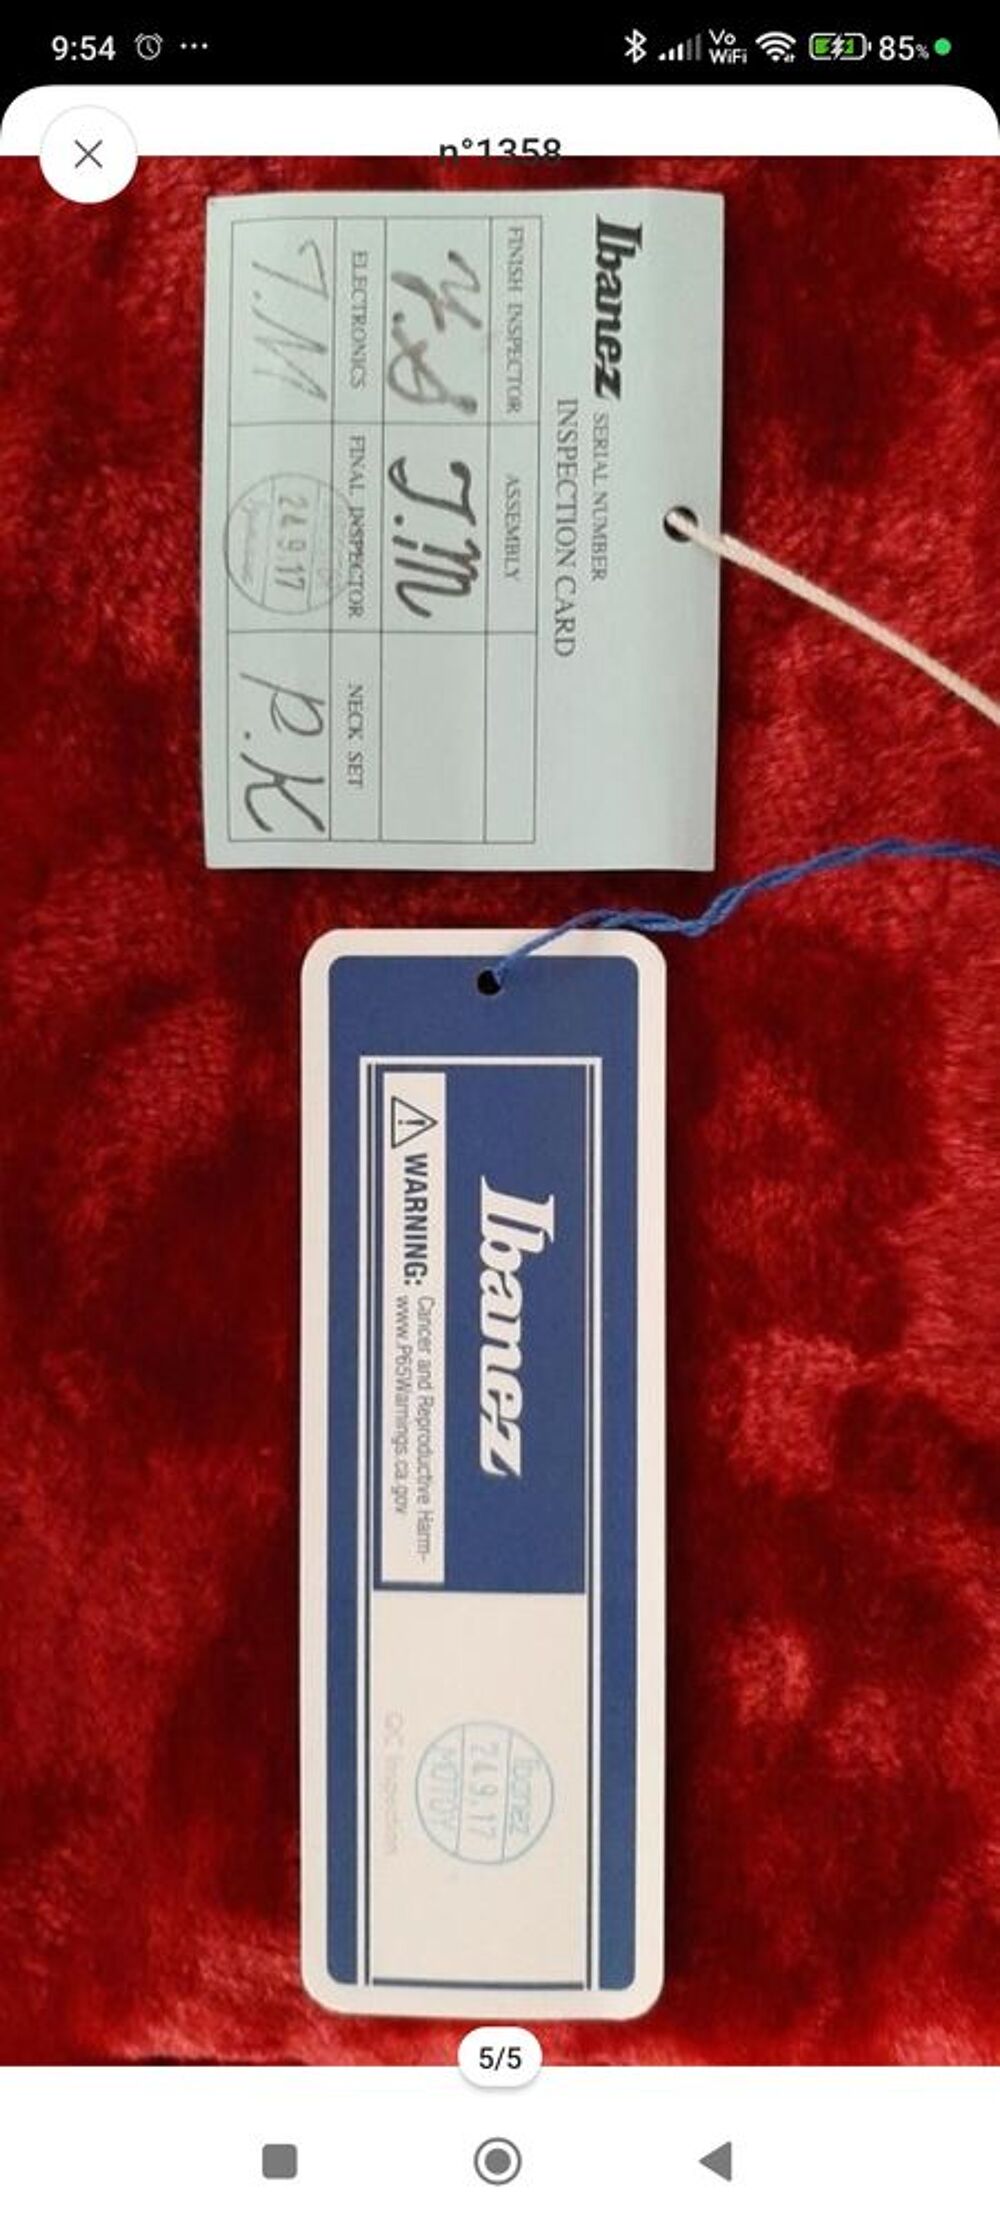 9:54
Vo
WiFi
85%
n°1358
Ibanez SERIAL NUMBER
INSPECTION CARD
FINISH INSPECTOR
ASSEMBLY
J.M
ELECTRONICS
FINAL INSPECTOR
NECK SET
T.M
24.9.17
P.K
Ibanez
WARNING: Cancer and Reproductive Harm-
www.P65Warnings.ca.gov
Ibanez
24.9.17
QC Inspection
5/5